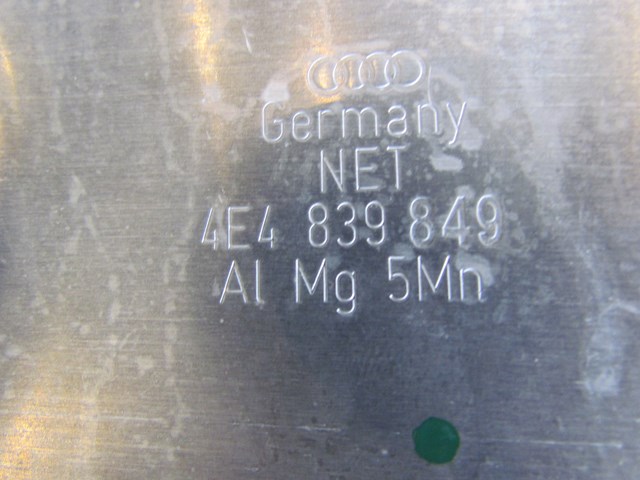 Germany
NET
4E4 839 849
Al Mg 5Mn